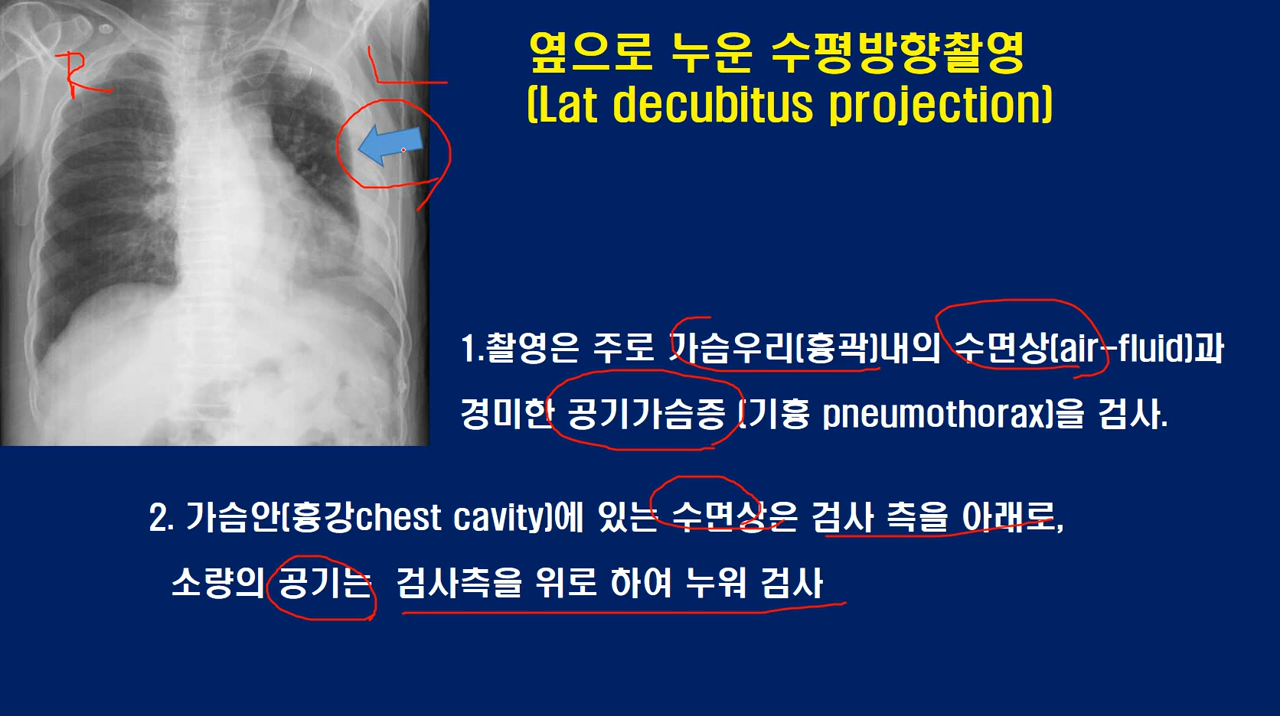 R
L
옆으로 누운 수평방향촬영
(Lat decubitus projection)
1.촬영은 주로 가슴우리(흉곽)내의 수면상(air-fluid)과
경미한 공기가슴증 (기흉 pneumothorax)을 검사.
2. 가슴안(흉강chest cavity)에 있는 수면상은 검사 측을 아래로,
소량의 공기는 검사측을 위로 하여 누워 검사